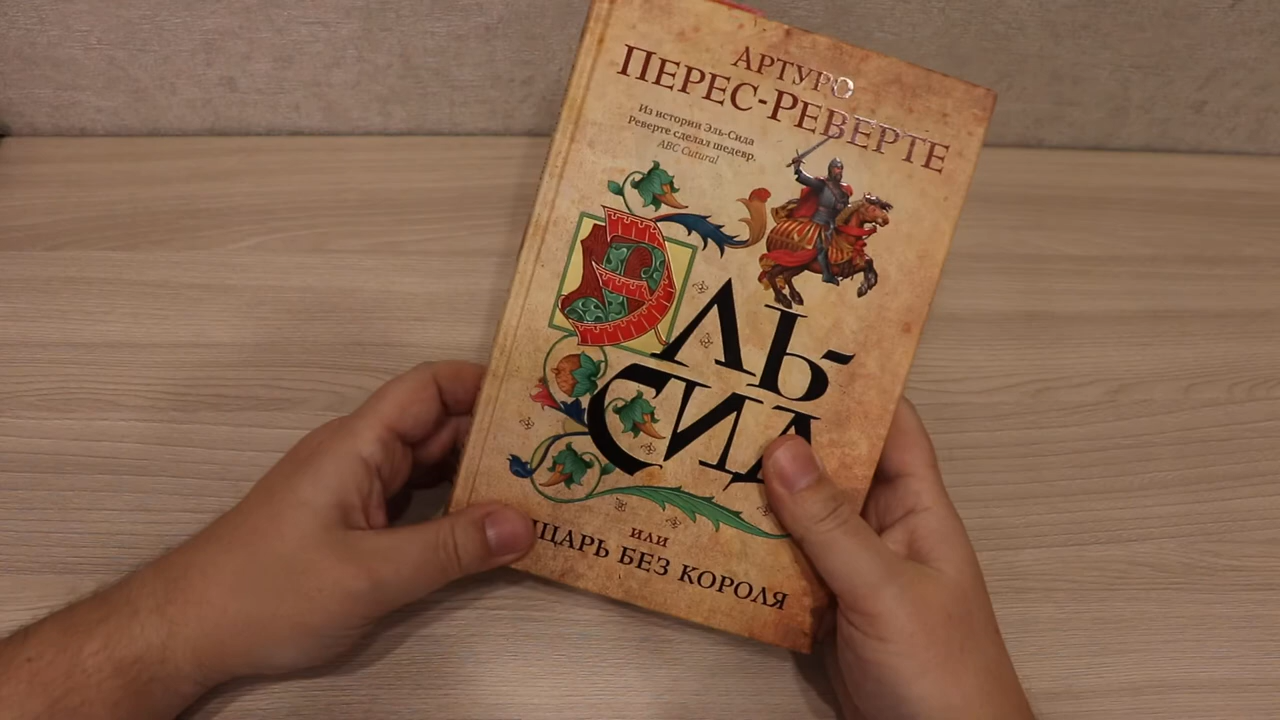 АРТУРО
ПЕРЕС-РЕВЕРТЕ
Из истории Эль-Сида
Реверте сделал шедевр.
ABC Cutural
ЭЛЬ-
СИД
или
ЦАРЬ БЕЗ КОРОЛЯ